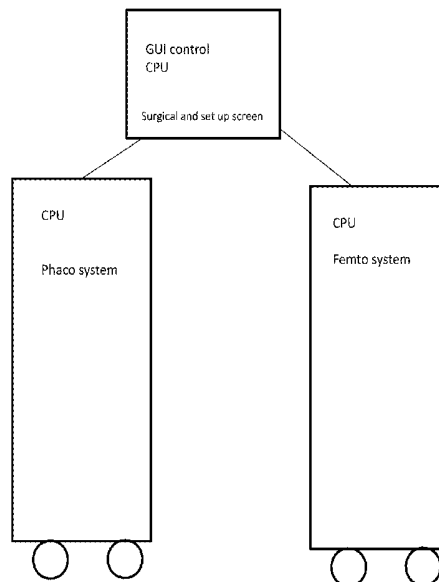 GUI control
CPU
Surgical and set up screen
CPU
Phaco system
CPU
Femto system